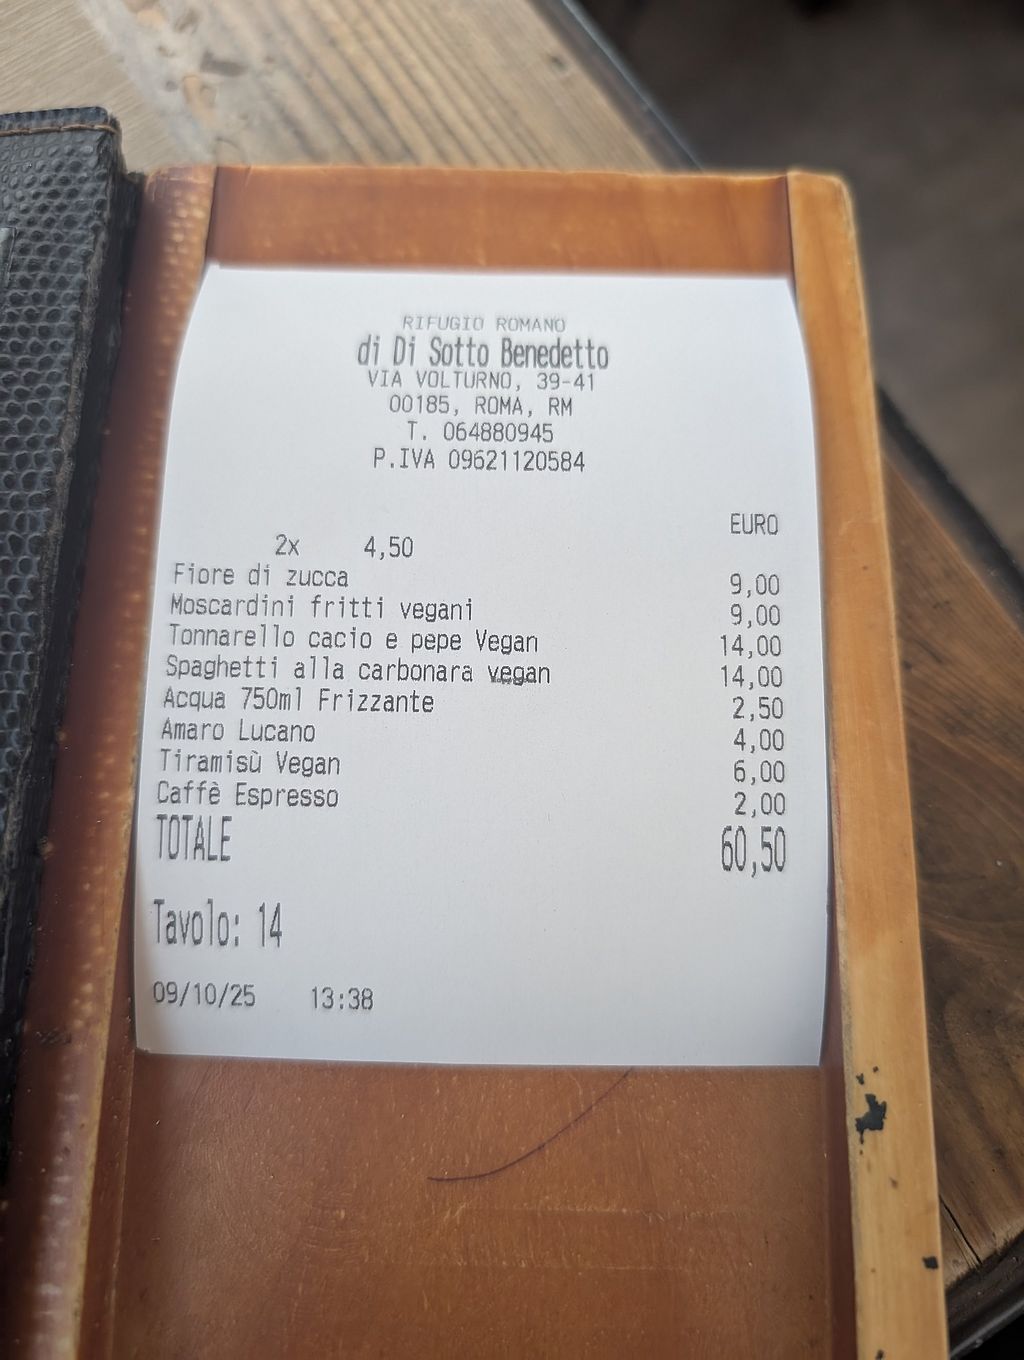 RIFUGIO ROMANO
di Di Sotto Benedetto
VIA VOLTURNO, 39-41
00185, ROMA, RM
T. 064880945
P.IVA 09621120584
EURO
2x 4,50
Fiore di zucca 9,00
Moscardini fritti vegani 9,00
Tonnarello cacio e pepe Vegan 14,00
Spaghetti alla carbonara vegan 14,00
Acqua 750ml Frizzante 2,50
Amaro Lucano 4,00
Tiramisù Vegan 6,00
Caffè Espresso 2,00
TOTALE 60,50
Tavolo: 14
09/10/25 13:38